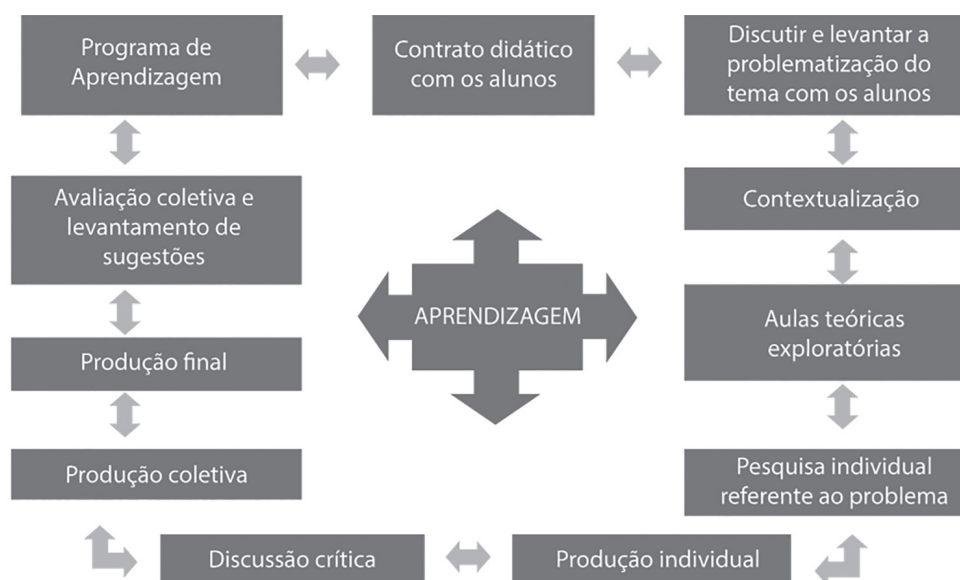 Programa de
Aprendizagem
Contrato didático
com os alunos
Discutir e levantar a
problematização do
tema com os alunos
Avaliação coletiva e
levantamento de
sugestões
Contextualização
APRENDIZAGEM
Aulas teóricas
exploratórias
Produção final
Produção coletiva
Pesquisa individual
referente ao problema
Discussão crítica
Produção individual